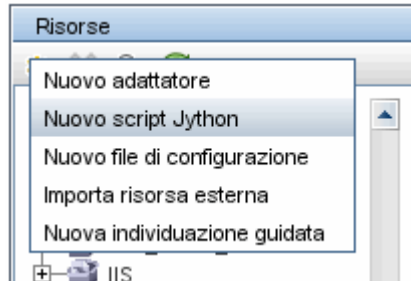 Risorse
Nuovo adattatore
Nuovo script Jython
Nuovo file di configurazione
Importa risorsa esterna
Nuova individuazione guidata
IIS